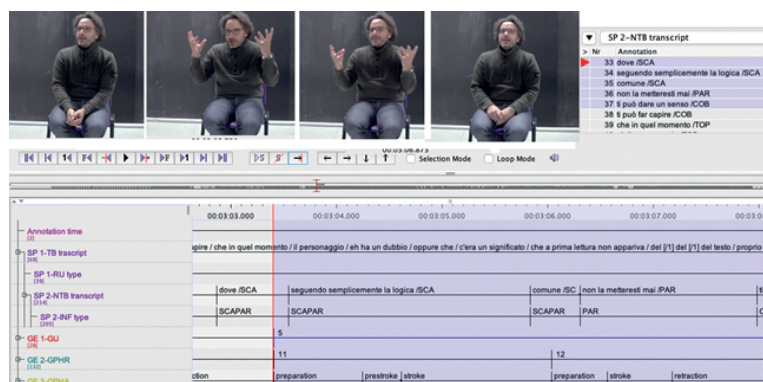 SP 2-NTB transcript
> Nr Annotation
33 dove /SCA
34 seguendo semplicemente la logica /SCA
35 comune /SCA
36 non la metteresti mai /PAR
37 ti può dare un senso /COB
38 ti può far capire /COB
39 che in quel momento /TOP
00:03:06.873
Selection Mode
Loop Mode
00:03:03.000 00:03:04.000 00:03:05.000 00:03:06.000 00:03:07.000
Annotation time
[2]
apire / che in quel momento / il personaggio / eh ha un dubbio / oppure che / c'era un significato / che a prima lettura non appariva / del [/1] del [/1] del testo / proprio
SP 1-TB trascript
SP 1-RU type
SP 2-NTB transcript
[214]
dove /SCA seguendo semplicemente la logica /SCA comune /SC non la metteresti mai /PAR
SP 2-INF type
SCAPAR SCAPAR SCAPAR PAR
GE 1-GU
5
GE 2-GPHR
11 12
ction preparation prestroke stroke preparation stroke retraction